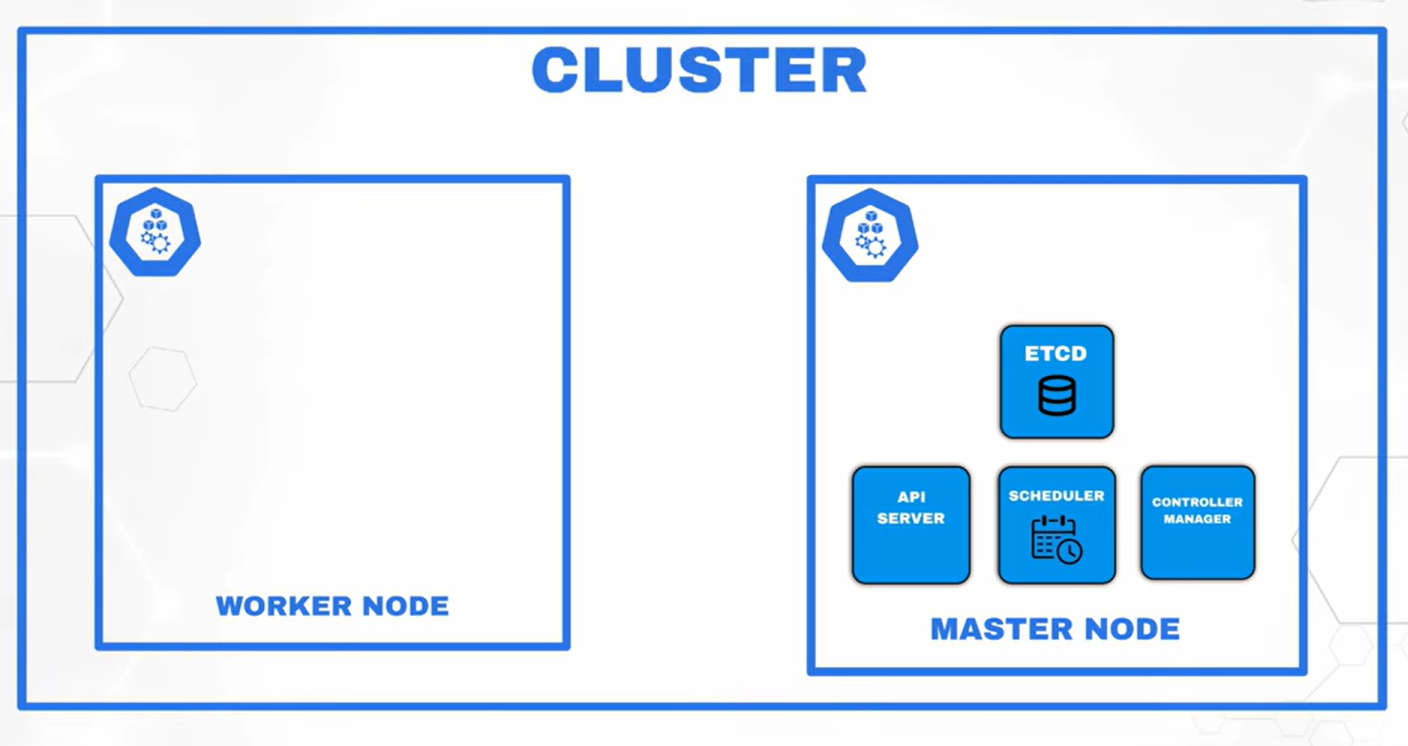 CLUSTER
ETCD
API
SERVER
SCHEDULER
CONTROLLER
MANAGER
WORKER NODE
MASTER NODE